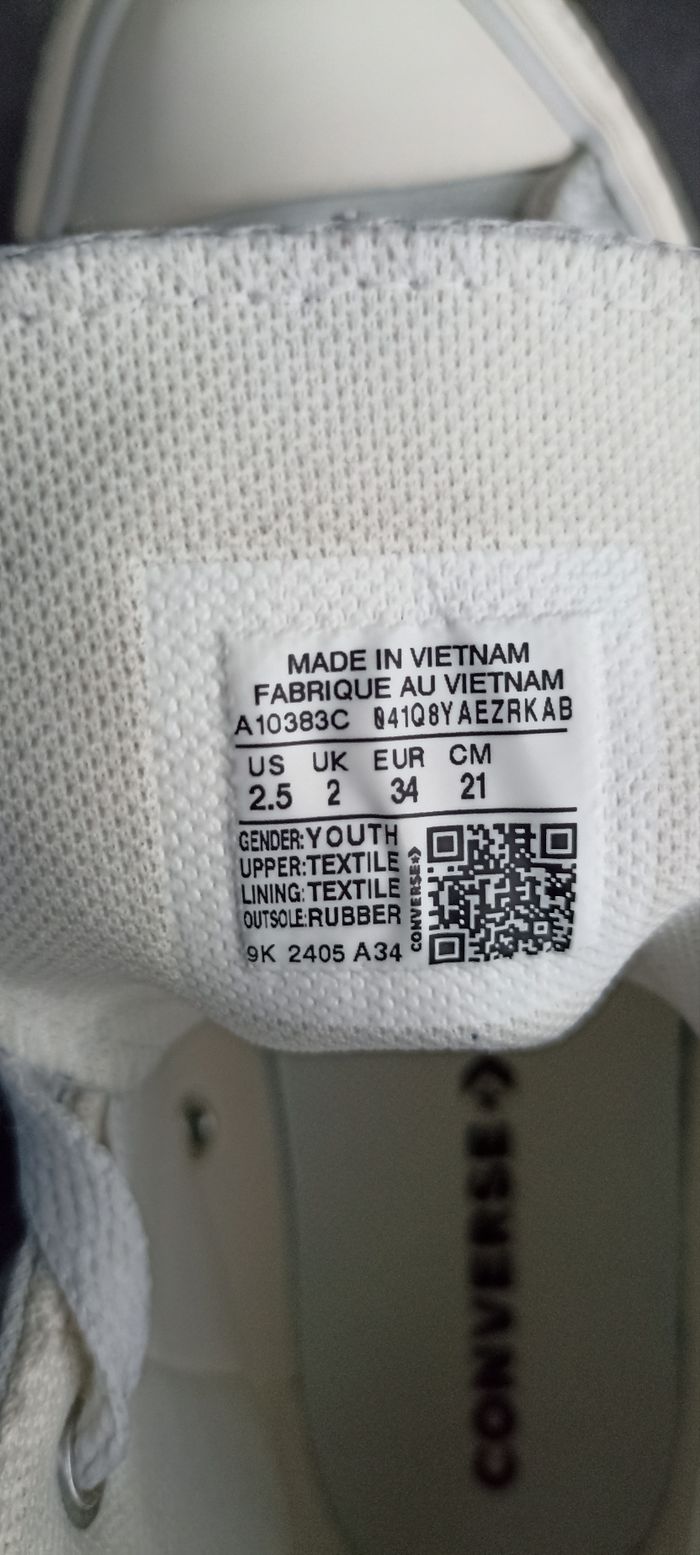 MADE IN VIETNAM
FABRIQUE AU VIETNAM
A10383C 041Q8YAEZRKAB
US UK EUR CM
2.5 2 34 21
GENDER:YOUTH
UPPER:TEXTILE
LINING:TEXTILE
OUTSOLE:RUBBER
9K 2405 A34
CONVERSE
CONVERSE